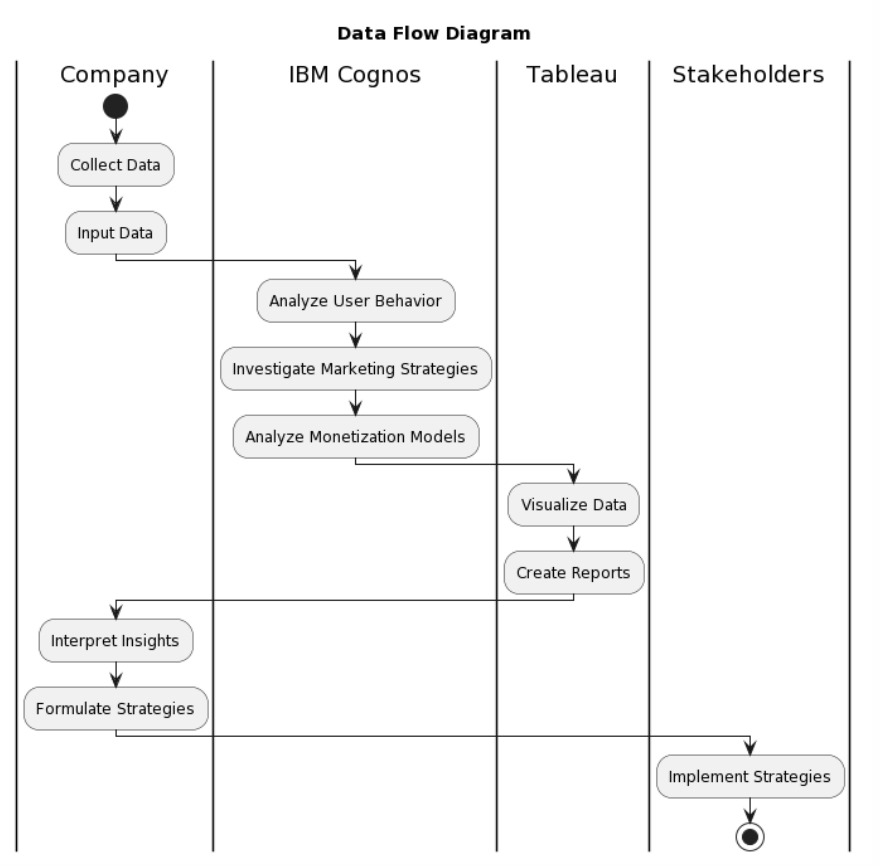 Data Flow Diagram
Company
IBM Cognos
Tableau
Stakeholders
Collect Data
Input Data
Analyze User Behavior
Investigate Marketing Strategies
Analyze Monetization Models
Visualize Data
Create Reports
Interpret Insights
Formulate Strategies
Implement Strategies